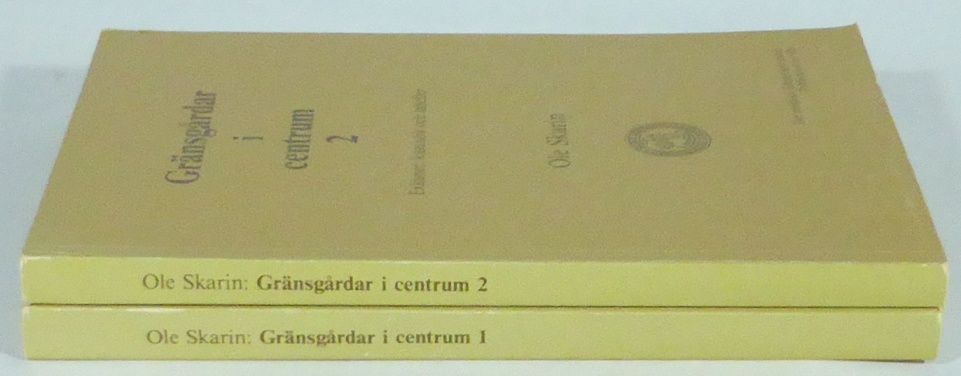 Gränsgårdar
i
centrum
2
Ole Skarin
Ole Skarin: Gränsgårdar i centrum 2
Ole Skarin: Gränsgårdar i centrum 1